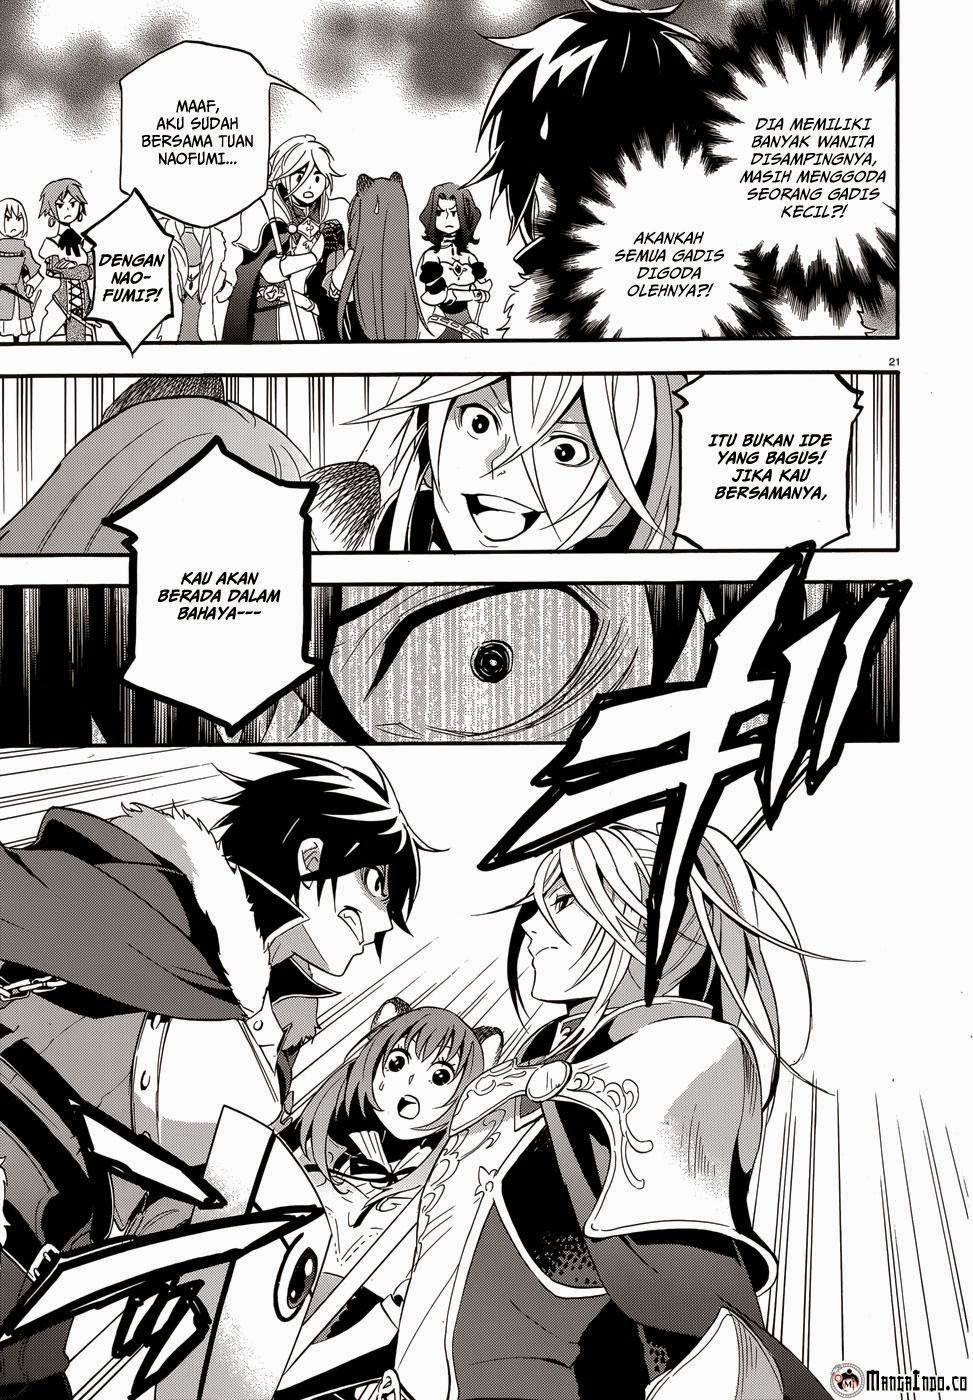 DIA MEMILIKI
BANYAK WANITA
DISAMPINGNYA,
MASIH MENGGODA
SEORANG GADIS
KECIL?!
AKANKAH
SEMUA GADIS
DIGODA
OLEHNYA?!
MAAF,
AKU SUDAH
BERSAMA TUAN
NAOFUMI...
DENGAN
NAO-
FUMI?!
21
ITU BUKAN IDE
YANG BAGUS!
JIKA KAU
BERSAMANYA,
KAU AKAN
BERADA DALAM
BAHAYA---
ギリ
MANGAINDO.CO